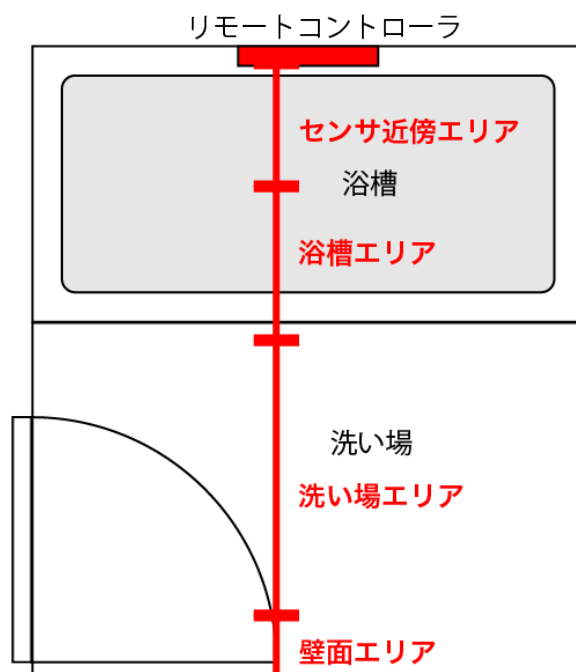 リモートコントローラ
センサ近傍エリア
浴槽
浴槽エリア
洗い場
洗い場エリア
壁面エリア